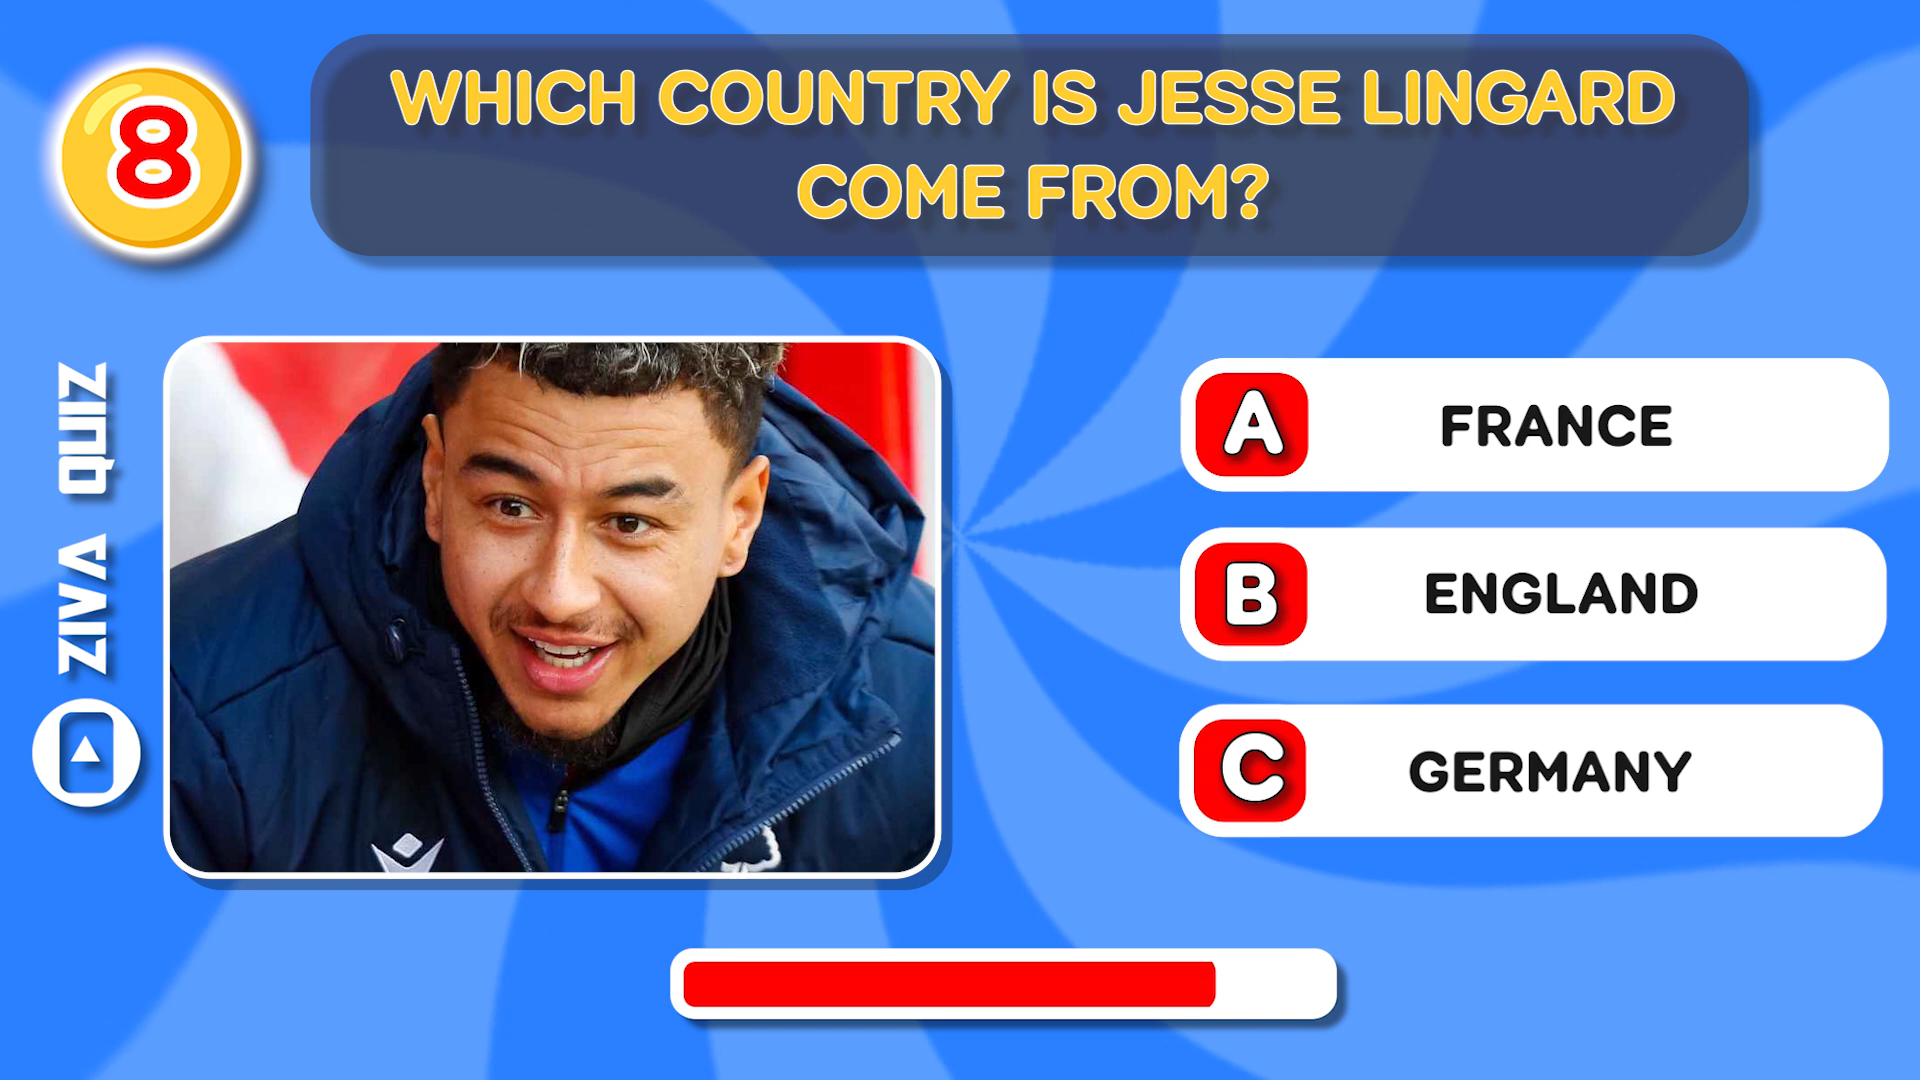 8
WHICH COUNTRY IS JESSE LINGARD
COME FROM?
ZIVA QUIZ
A FRANCE
B ENGLAND
C GERMANY